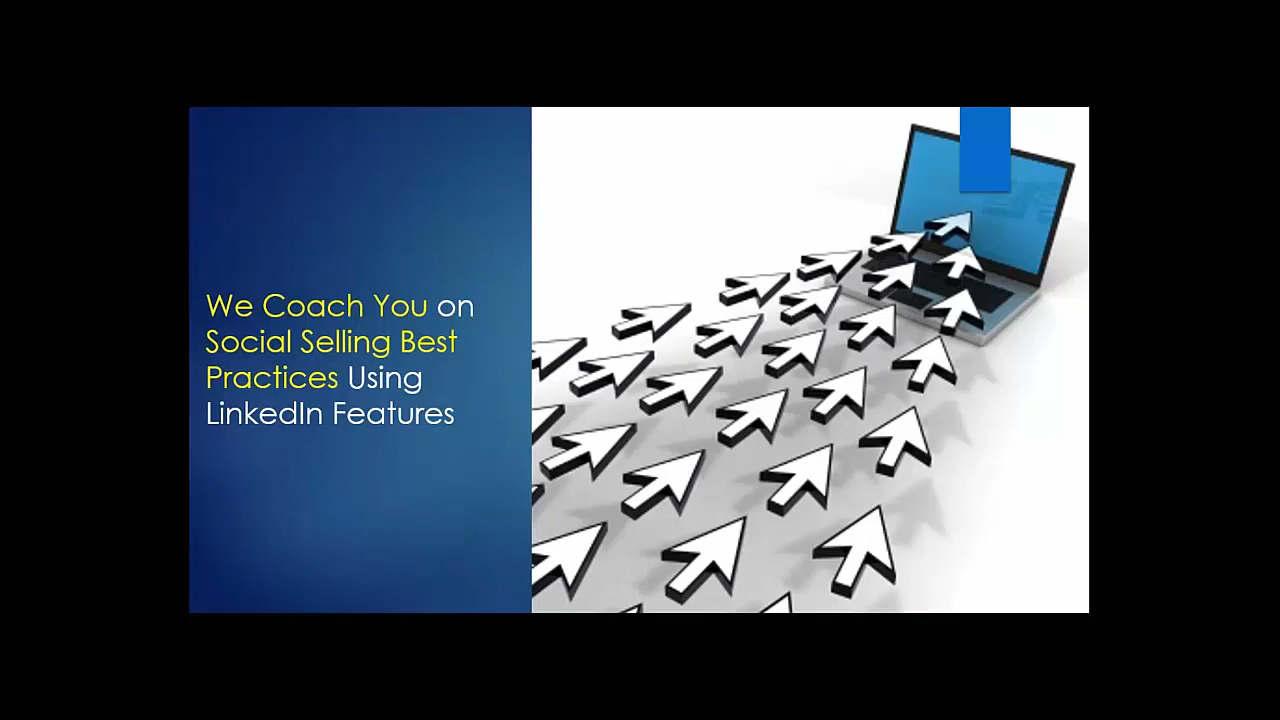 We Coach You on
Social Selling Best
Practices Using
LinkedIn Features